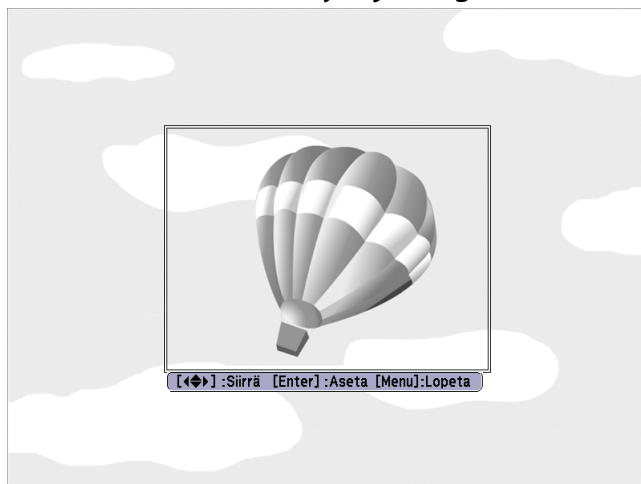 [◀◆▶] :Siirrä [Enter] :Aseta [Menu]:Lopeta